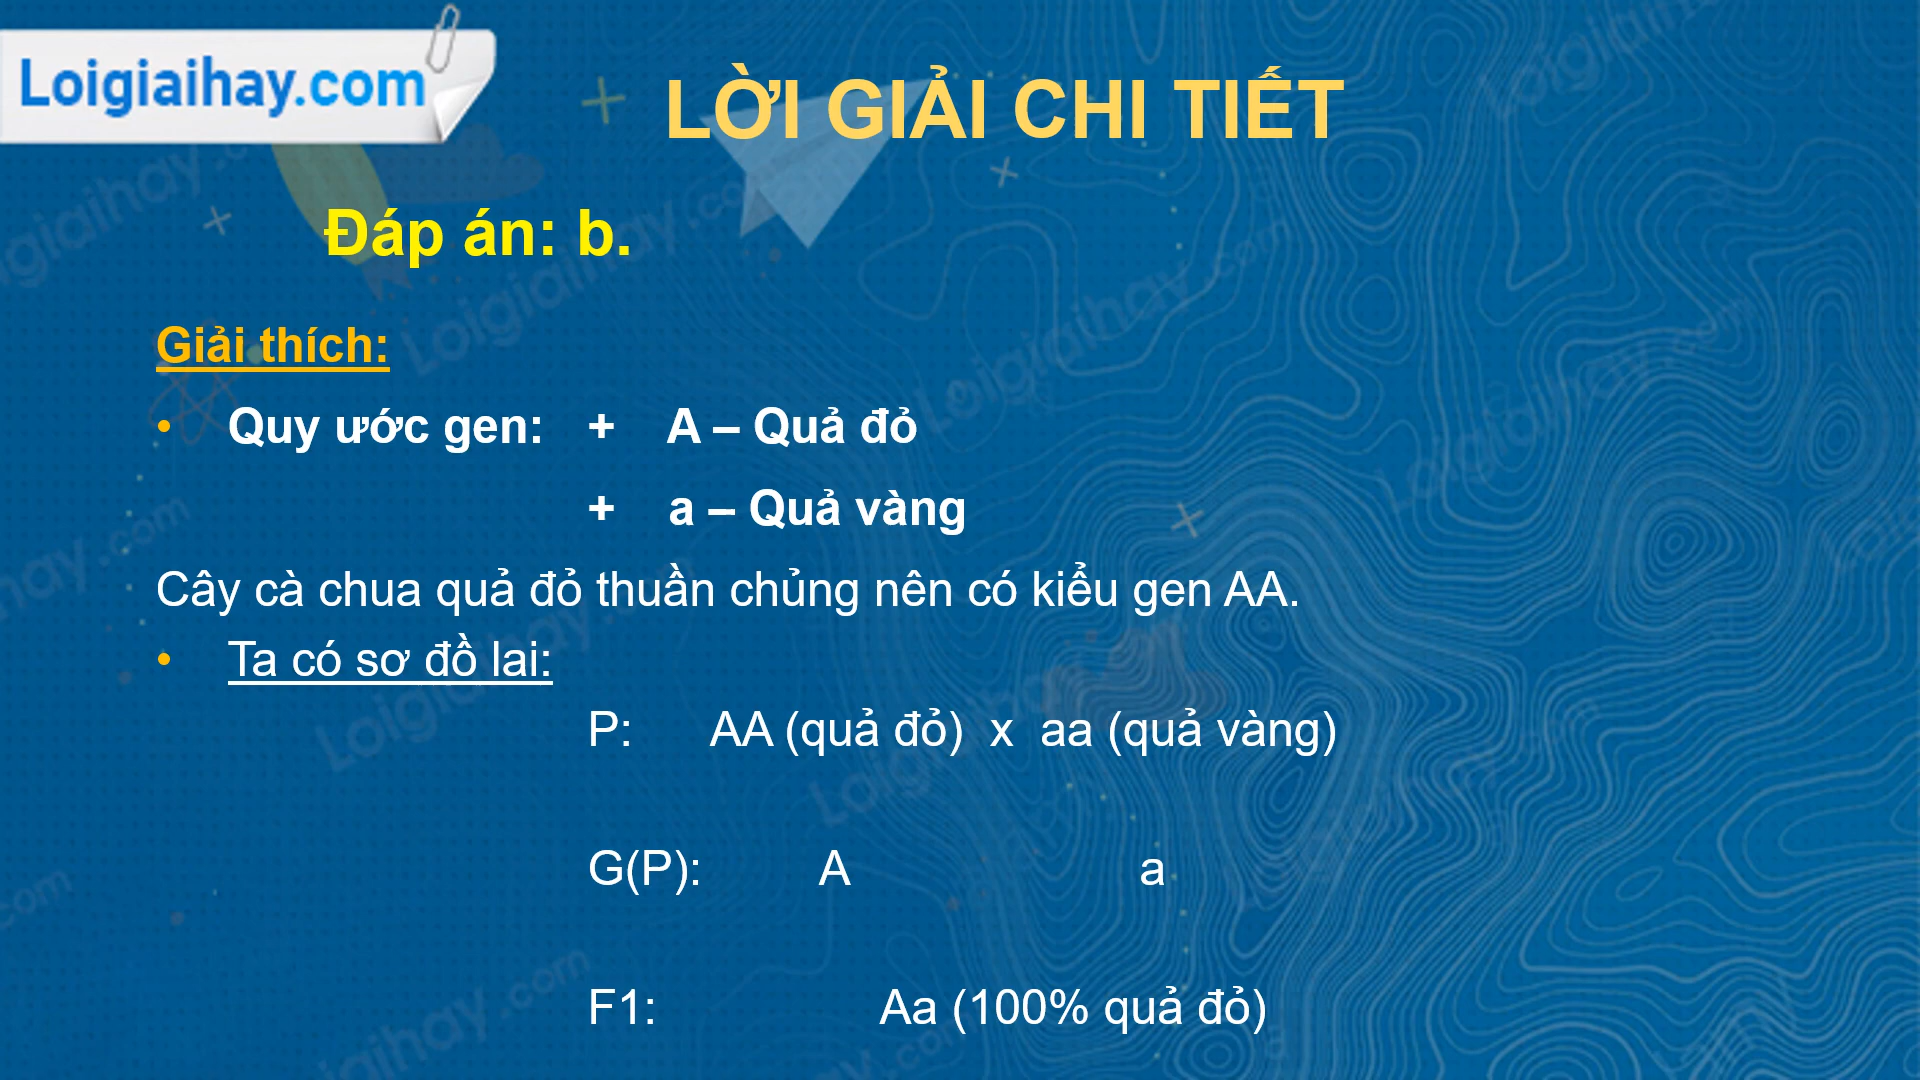 Loigiaihay.com
LỜI GIẢI CHI TIẾT
Đáp án: b.
Giải thích:
• Quy ước gen: + A – Quả đỏ
+ a – Quả vàng
Cây cà chua quả đỏ thuần chủng nên có kiểu gen AA.
• Ta có sơ đồ lai:
P: AA (quả đỏ) x aa (quả vàng)
G(P): A a
F1: Aa (100% quả đỏ)